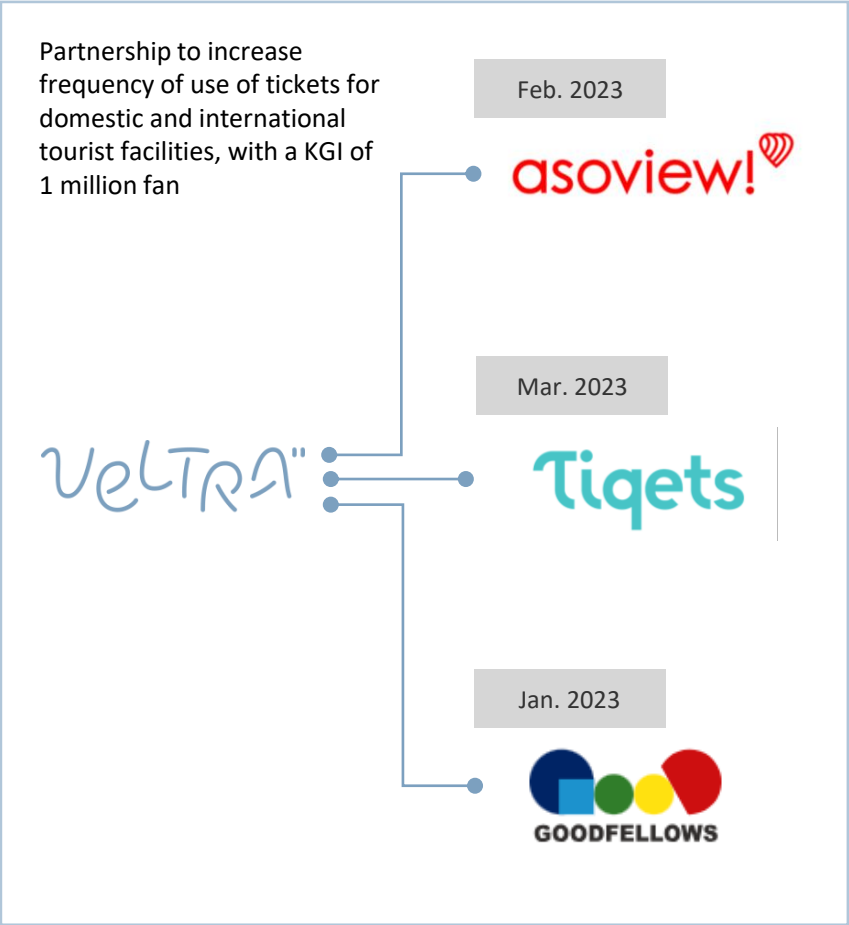 Partnership to increase
frequency of use of tickets for
domestic and international
tourist facilities, with a KGI of
1 million fan
Feb. 2023
asoview!
Mar. 2023
VELTRA
Tiqets
Jan. 2023
GOODFELLOWS